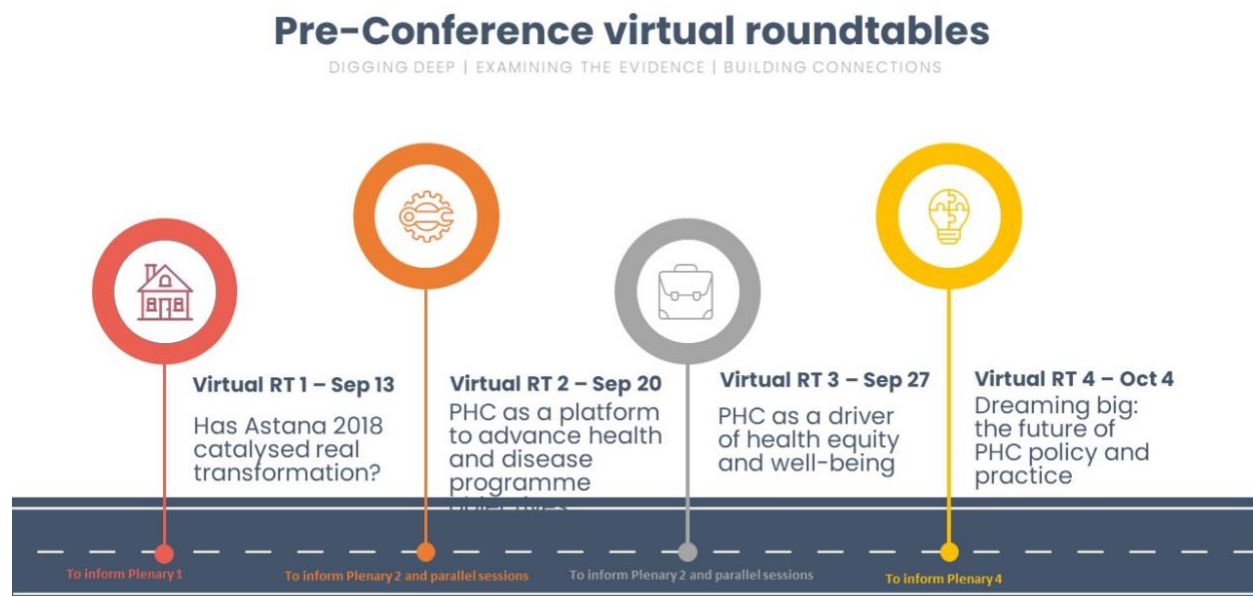 Pre-Conference virtual roundtables
DIGGING DEEP | EXAMINING THE EVIDENCE | BUILDING CONNECTIONS
Virtual RT 1 – Sep 13
Has Astana 2018
catalysed real
transformation?
Virtual RT 2 – Sep 20
PHC as a platform
to advance health
and disease
programme
objectives
Virtual RT 3 – Sep 27
PHC as a driver
of health equity
and well-being
Virtual RT 4 – Oct 4
Dreaming big:
the future of
PHC policy and
practice
To inform Plenary 1
To inform Plenary 2 and parallel sessions
To inform Plenary 2 and parallel sessions
To inform Plenary 4